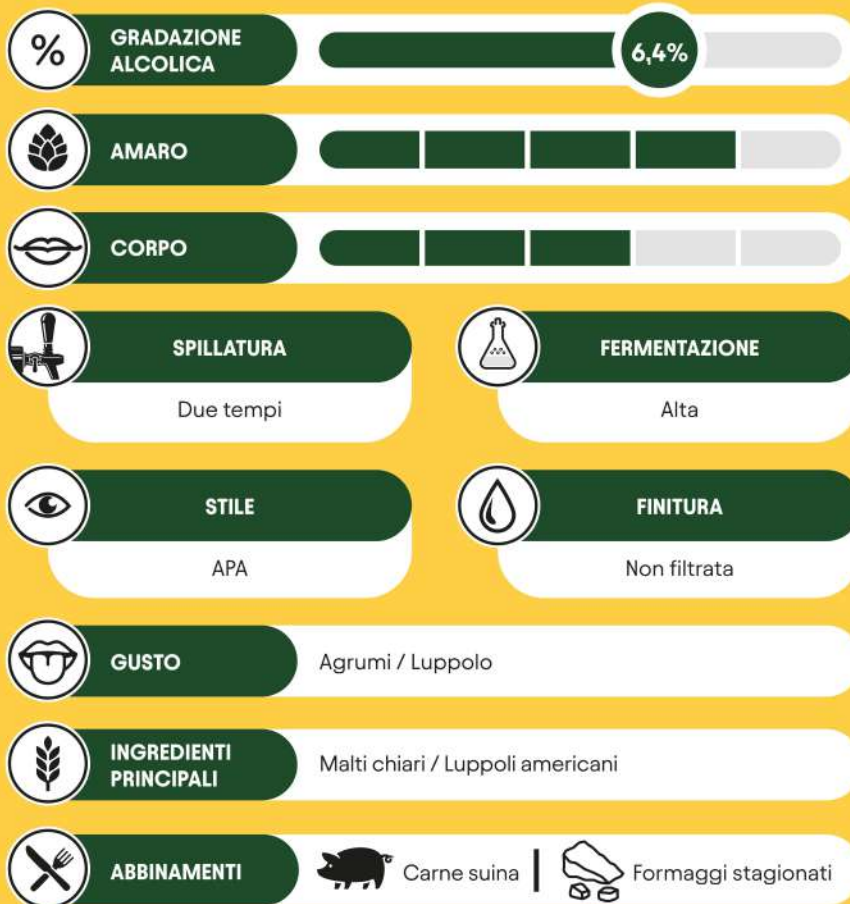 %
GRADAZIONE
ALCOLICA
6,4%
AMARO
CORPO
SPILLATURA
Due tempi
FERMENTAZIONE
Alta
STILE
APA
FINITURA
Non filtrata
GUSTO
Agrumi / Luppolo
INGREDIENTI
PRINCIPALI
Malti chiari / Luppoli americani
ABBINAMENTI
Carne suina | Formaggi stagionati